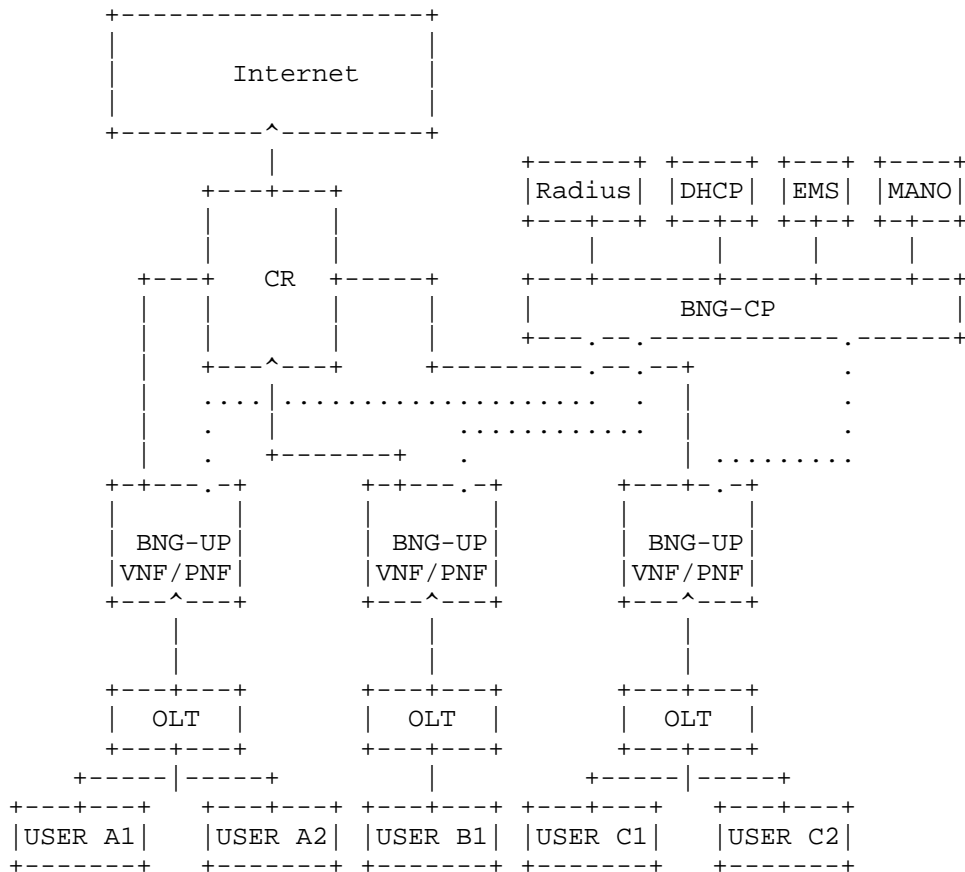 Internet
Radius DHCP EMS MANO
CR BNG-CP
BNG-UP BNG-UP BNG-UP
VNF/PNF VNF/PNF VNF/PNF
OLT OLT OLT
USER A1 USER A2 USER B1 USER C1 USER C2